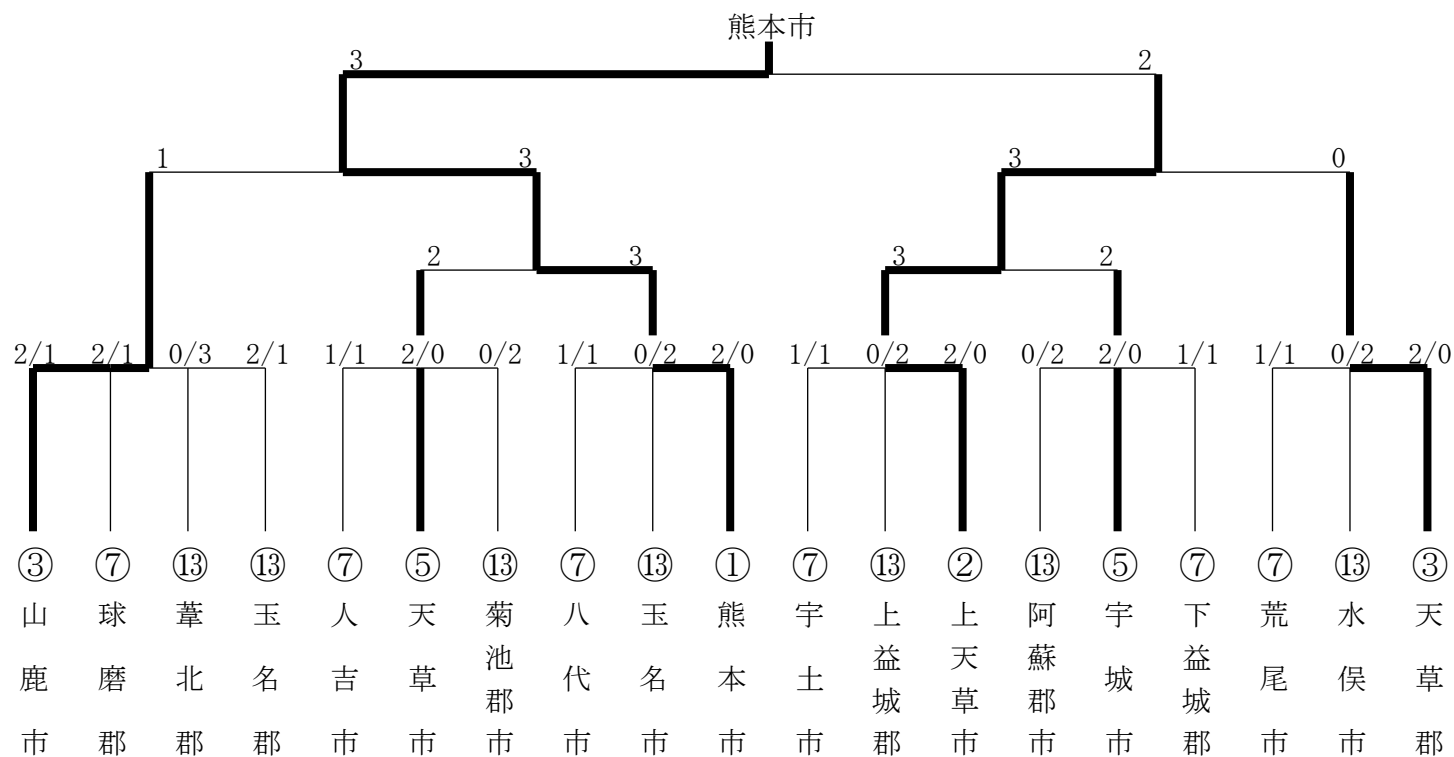 熊本市
3 2
1 3 3 0
2 3 3 2
2/1 2/1 0/3 2/1 1/1 2/0 0/2 1/1 0/2 2/0 1/1 0/2 2/0 0/2 2/0 1/1 1/1 0/2 2/0
③ ⑦ ⑬ ⑬ ⑦ ⑤ ⑬ ⑦ ⑬ ① ⑦ ⑬ ② ⑬ ⑤ ⑦ ⑦ ⑬ ③
山鹿市
球磨郡
葦北郡
玉名郡
人吉市
天草市
菊池郡市
八代市
玉名市
熊本市
宇土市
上益城郡
上天草市
阿蘇郡市
宇城市
下益城郡
荒尾市
水俣市
天草郡